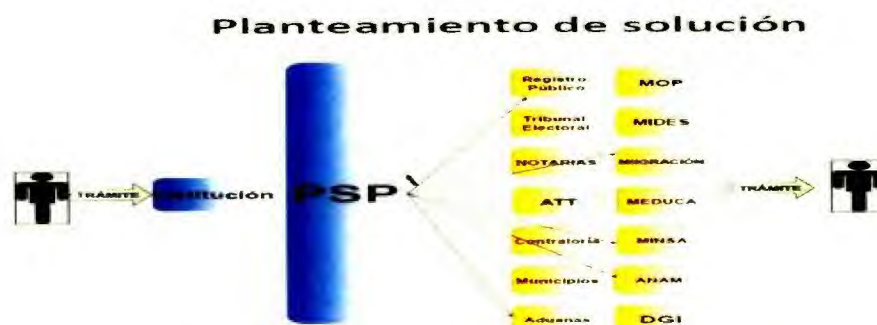 Planteamiento de solución
TRÁMITE
Institución
PSP
Registro
Público
MOP
Tribunal
Electoral
MIDES
NOTARIAS
MIIGRACIÓN
ATT
MEDUCA
Contraloría
MINSA
Municipios
ANAM
Aduanas
DGI
TRÁMITE